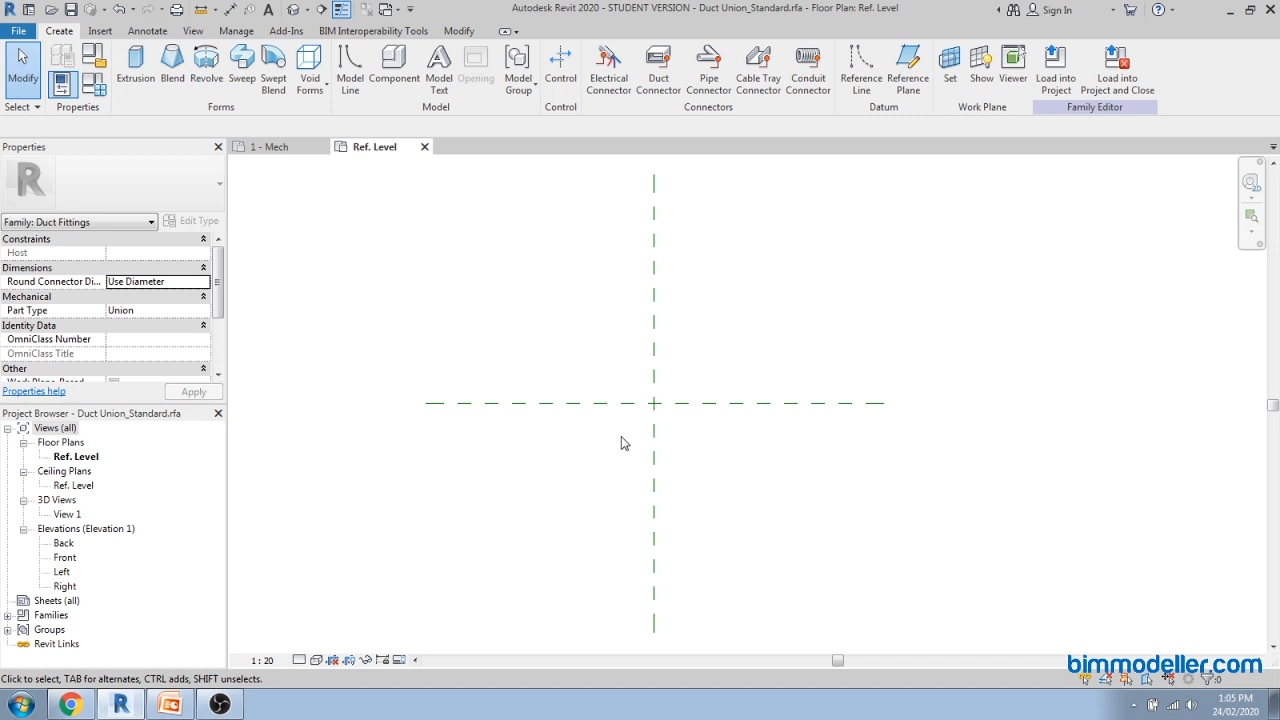 Autodesk Revit 2020 - STUDENT VERSION - Duct Union_Standard.rfa - Floor Plan: Ref. Level
Sign In
File Create Insert Annotate View Manage Add-Ins BIM Interoperability Tools Modify
Modify
Extrusion Blend Revolve Sweep Swept Blend Void Forms
Model Line Component Model Text Opening Model Group
Control
Electrical Connector Duct Connector Pipe Connector Cable Tray Connector Conduit Connector
Reference Line Reference Plane
Set Show Viewer
Load into Project Load into Project and Close
Select Properties Forms Model Control Connectors Datum Work Plane Family Editor
Properties
1 - Mech
Ref. Level
2D
Family: Duct Fittings
Edit Type
Constraints
Host
Dimensions
Round Connector Di... Use Diameter
Mechanical
Part Type Union
Identity Data
OmniClass Number
OmniClass Title
Other
Work Plane-Based
Properties help
Apply
Project Browser - Duct Union_Standard.rfa
Views (all)
Floor Plans
Ref. Level
Ceiling Plans
Ref. Level
3D Views
View 1
Elevations (Elevation 1)
Back
Front
Left
Right
Sheets (all)
Families
Groups
Revit Links
1 : 20
bimmodeller.com
Click to select, TAB for alternates, CTRL adds, SHIFT unselects.
:0
1:05 PM
24/02/2020